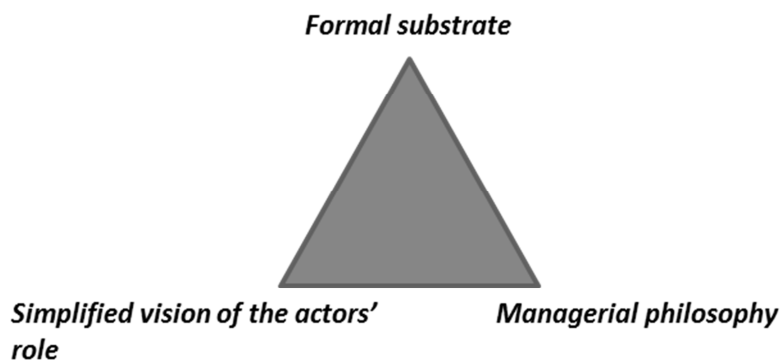 Formal substrate
Simplified vision of the actors’ Managerial philosophy
role